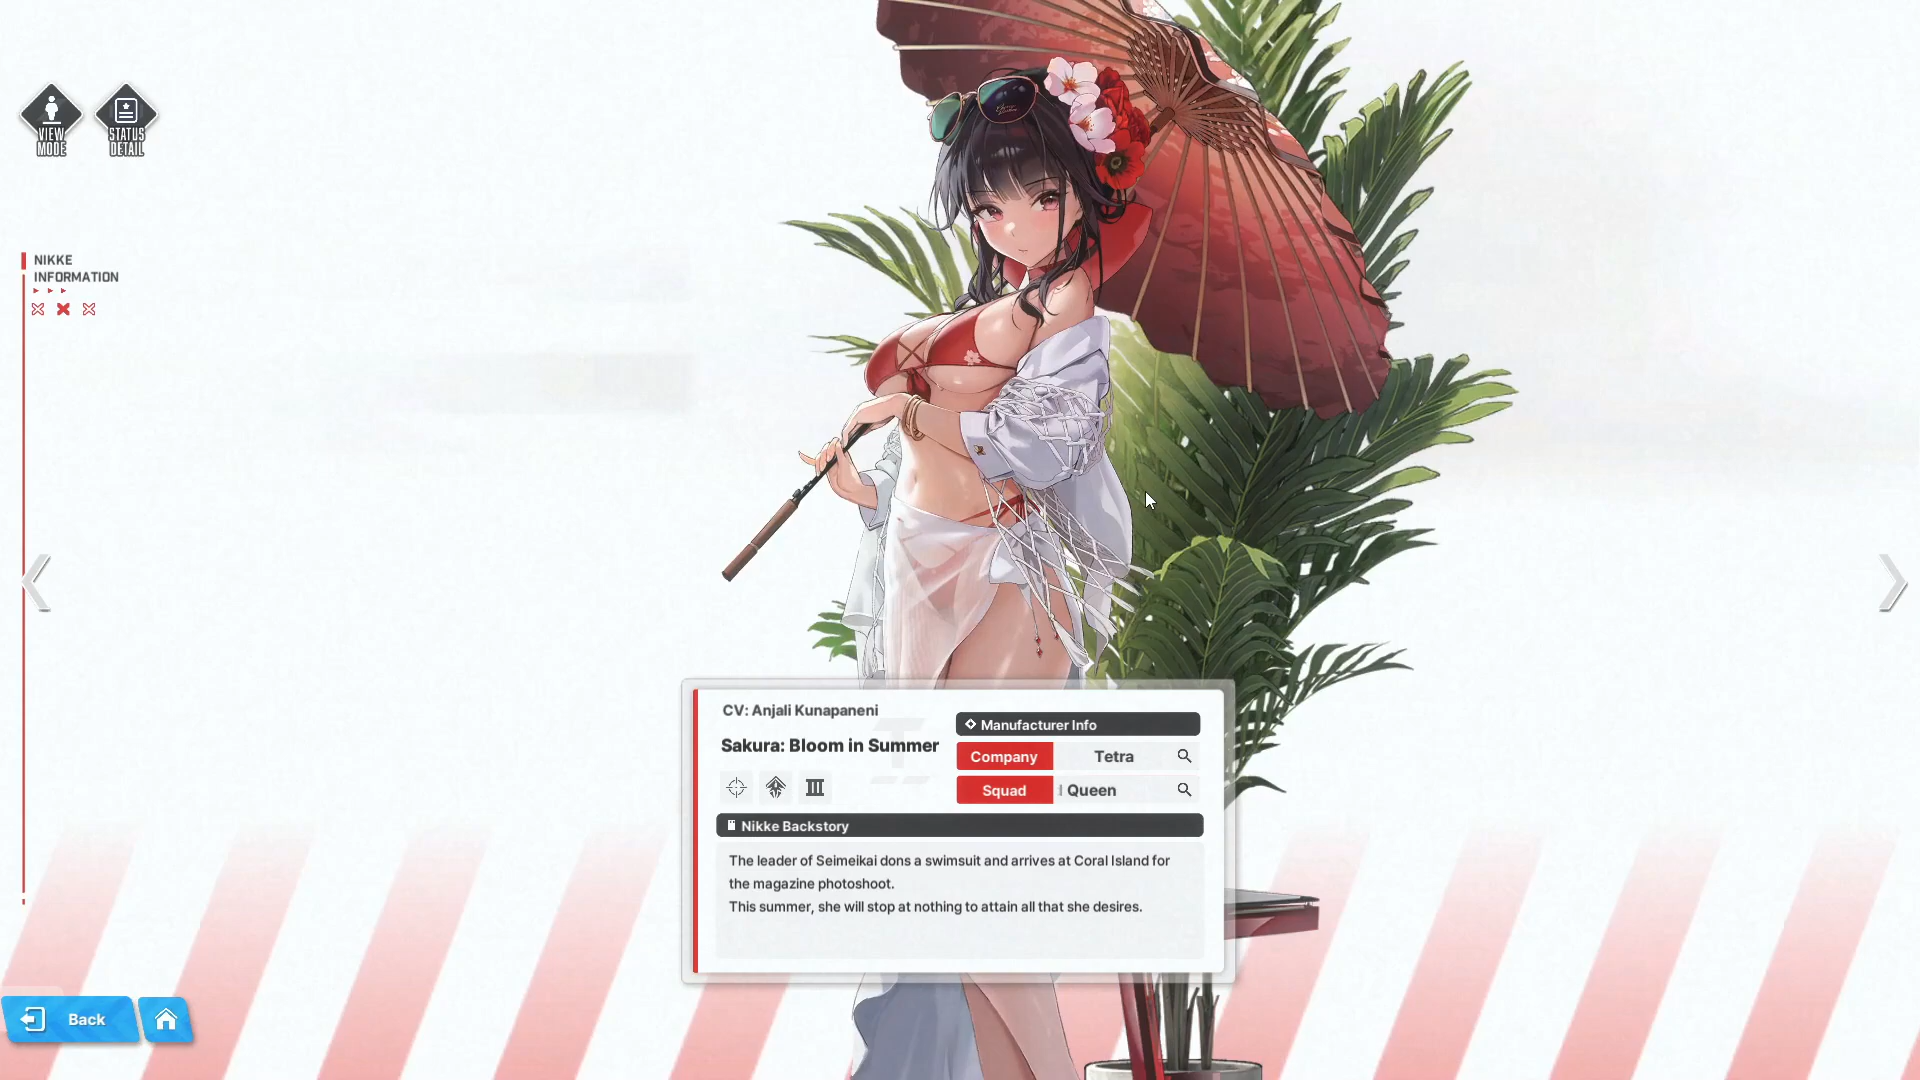 VIEW
MODE
STATUS
DETAIL
NIKKE
INFORMATION
CV: Anjali Kunapaneni
Sakura: Bloom in Summer
Manufacturer Info
Company Tetra
Squad Queen
Nikke Backstory
The leader of Seimeikai dons a swimsuit and arrives at Coral Island for
the magazine photoshoot.
This summer, she will stop at nothing to attain all that she desires.
Back